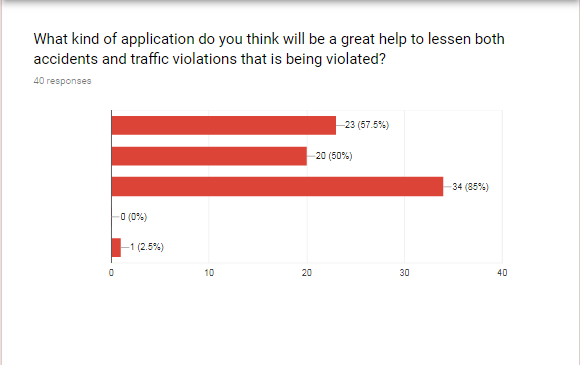 What kind of application do you think will be a great help to lessen both
accidents and traffic violations that is being violated?
40 responses
23 (57.5%)
20 (50%)
34 (85%)
0 (0%)
1 (2.5%)
0 10 20 30 40